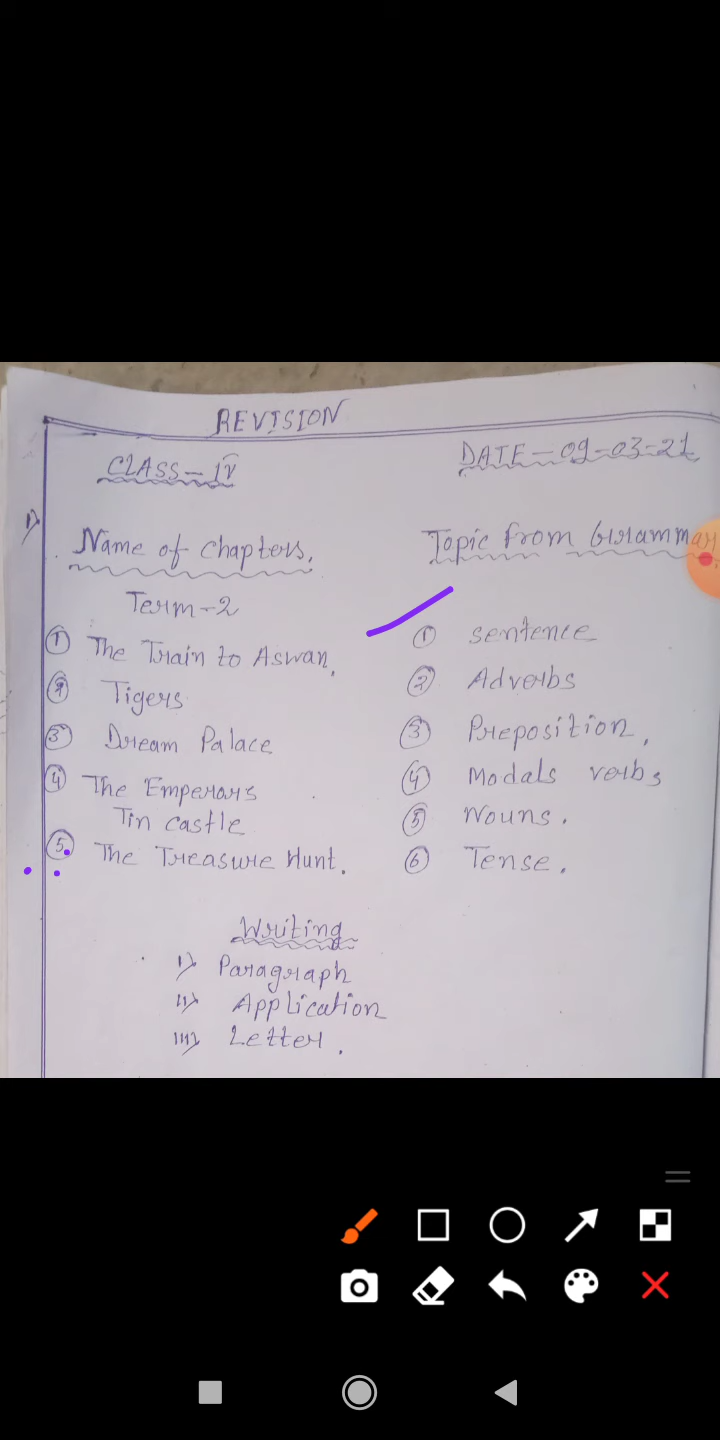 REVISION
CLASS - IV
DATE - 09-03-21
1)
Name of Chapters.
Topic from Grammar
Term-2
① The Train to Aswan.
② Tigers
③ Dream Palace
④ The Emperors
Tin castle
⑤ The Treasure Hunt.
① sentence
② Adverbs
③ Preposition.
④ Modals verbs
⑤ Nouns.
⑥ Tense.
Writing
i) Paragraph
ii) Application
iii) Letter.